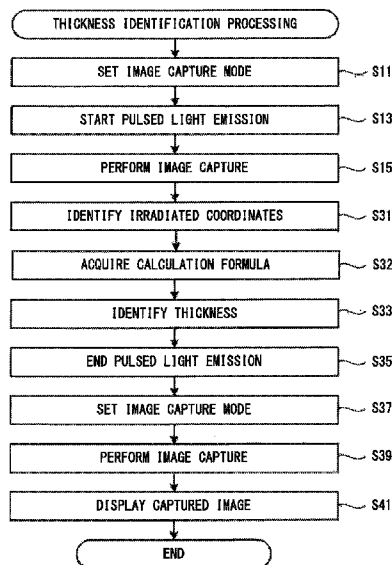 THICKNESS IDENTIFICATION PROCESSING
SET IMAGE CAPTURE MODE S11
START PULSED LIGHT EMISSION S13
PERFORM IMAGE CAPTURE S15
IDENTIFY IRRADIATED COORDINATES S31
ACQUIRE CALCULATION FORMULA S32
IDENTIFY THICKNESS S33
END PULSED LIGHT EMISSION S35
SET IMAGE CAPTURE MODE S37
PERFORM IMAGE CAPTURE S39
DISPLAY CAPTURED IMAGE S41
END